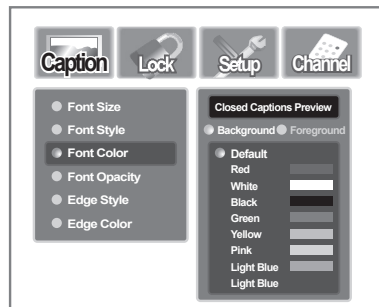 Caption Lock Setup Channel
Font Size
Font Style
Font Color
Font Opacity
Edge Style
Edge Color
Closed Captions Preview
Background Foreground
Default
Red
White
Black
Green
Yellow
Pink
Light Blue
Light Blue